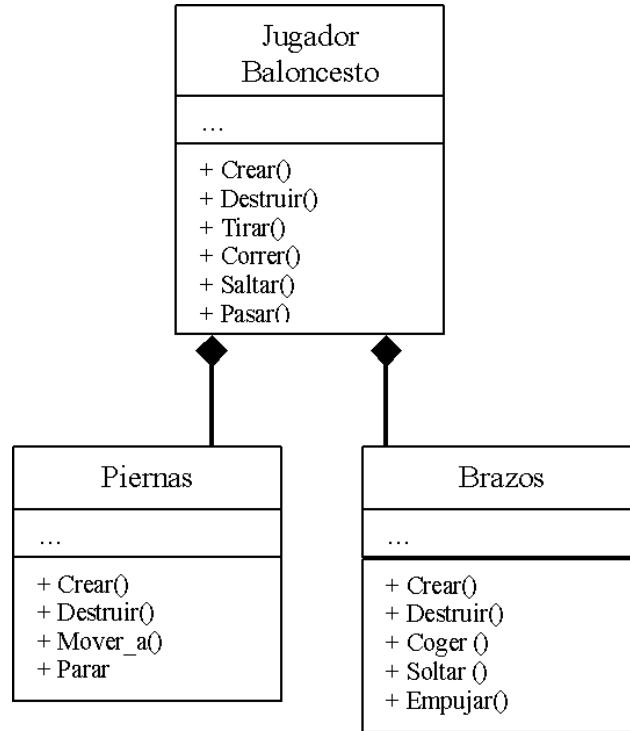 Jugador
Baloncesto
...
+ Crear()
+ Destruir()
+ Tirar()
+ Correr()
+ Saltar()
+ Pasar()
Piernas
...
+ Crear()
+ Destruir()
+ Mover_a()
+ Parar
Brazos
...
+ Crear()
+ Destruir()
+ Coger ()
+ Soltar ()
+ Empujar()